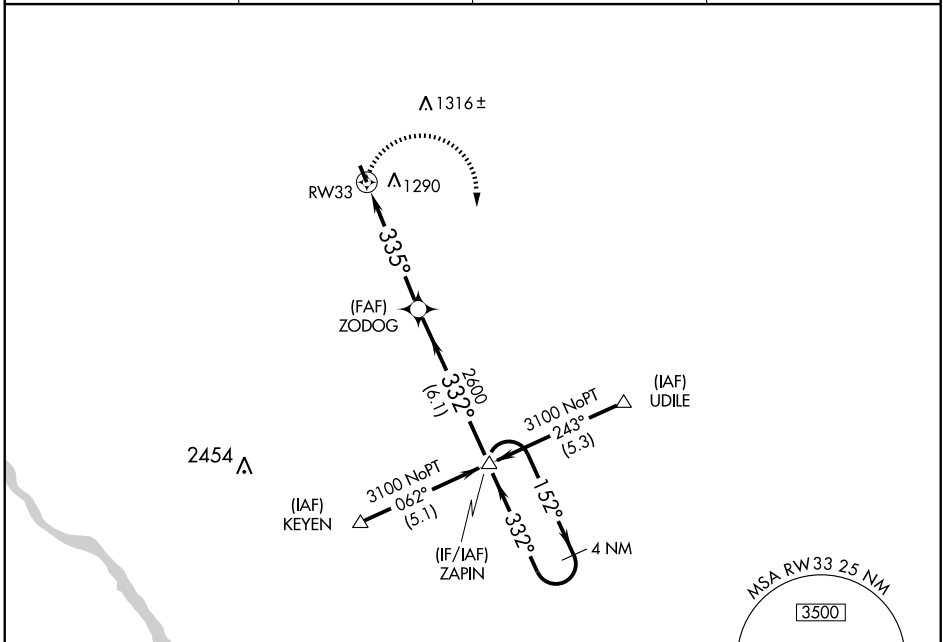 1316 ±
RW33
1290
335°
(FAF)
ZODOG
2600
332°
(6.1)
(IAF)
UDILE
3100 NoPT
243°
(5.3)
2454
3100 NoPT
062°
(5.1)
(IAF)
KEYEN
152°
332°
4 NM
(IF/IAF)
ZAPIN
MSA RW33 25 NM
3500